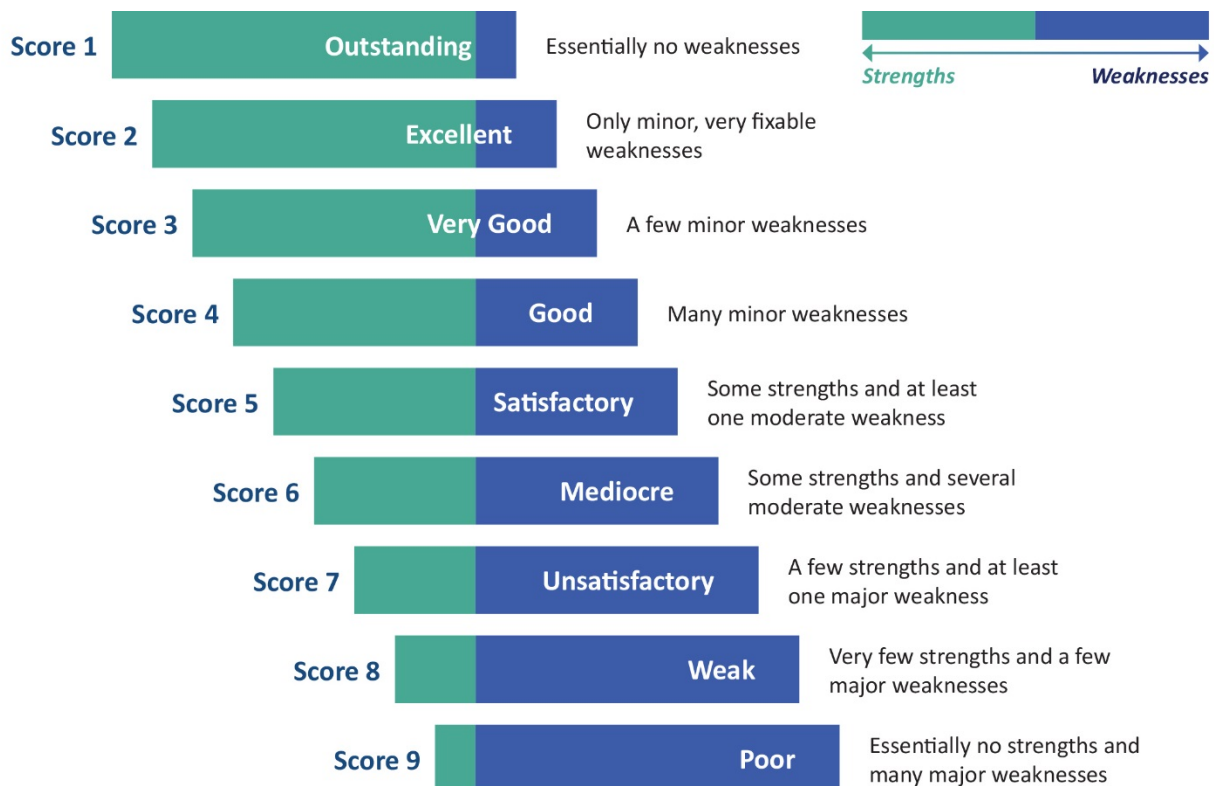 Score 1
Outstanding
Essentially no weaknesses
Strengths
Weaknesses
Score 2
Excellent
Only minor, very fixable
weaknesses
Score 3
Very Good
A few minor weaknesses
Score 4
Good
Many minor weaknesses
Score 5
Satisfactory
Some strengths and at least
one moderate weakness
Score 6
Mediocre
Some strengths and several
moderate weaknesses
Score 7
Unsatisfactory
A few strengths and at least
one major weakness
Score 8
Weak
Very few strengths and a few
major weaknesses
Score 9
Poor
Essentially no strengths and
many major weaknesses